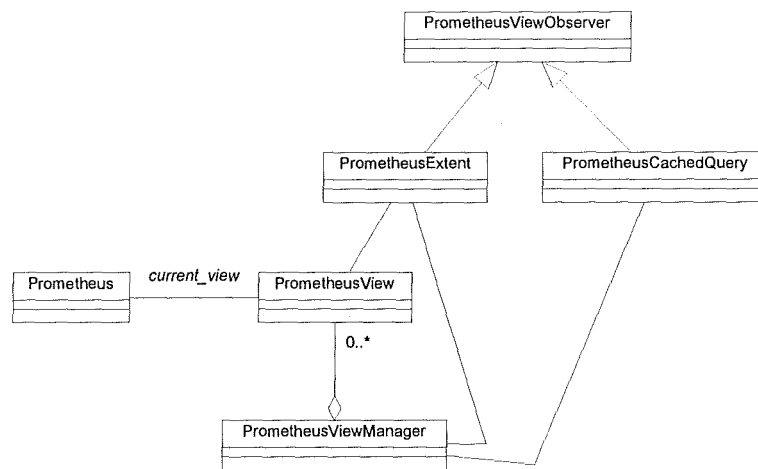 PrometheusViewObserver
PrometheusExtent
PrometheusCachedQuery
Prometheus
current_view
PrometheusView
0..*
PrometheusViewManager